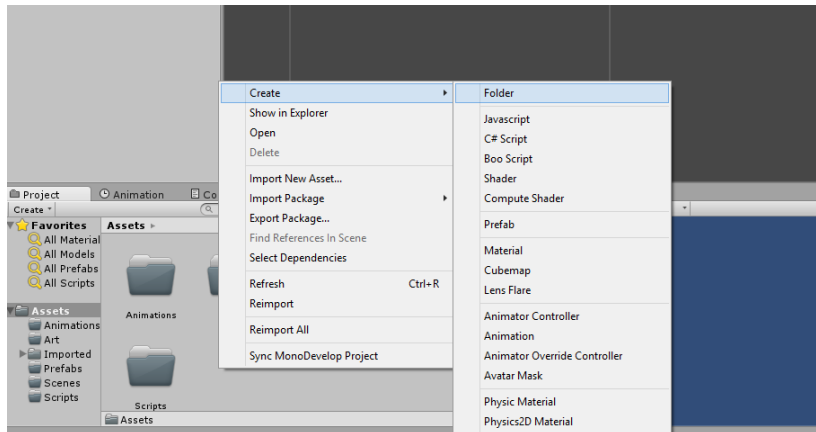 Create
Show in Explorer
Open
Delete
Import New Asset...
Import Package
Export Package...
Find References In Scene
Select Dependencies
Refresh Ctrl+R
Reimport
Reimport All
Sync MonoDevelop Project
Folder
Javascript
C# Script
Boo Script
Shader
Compute Shader
Prefab
Material
Cubemap
Lens Flare
Animator Controller
Animation
Animator Override Controller
Avatar Mask
Physic Material
Physics2D Material
Project Animation Co
Create
Favorites
All Material
All Models
All Prefabs
All Scripts
Assets
Animations
Art
Imported
Prefabs
Scenes
Scripts
Assets
Animations
Scripts
Assets